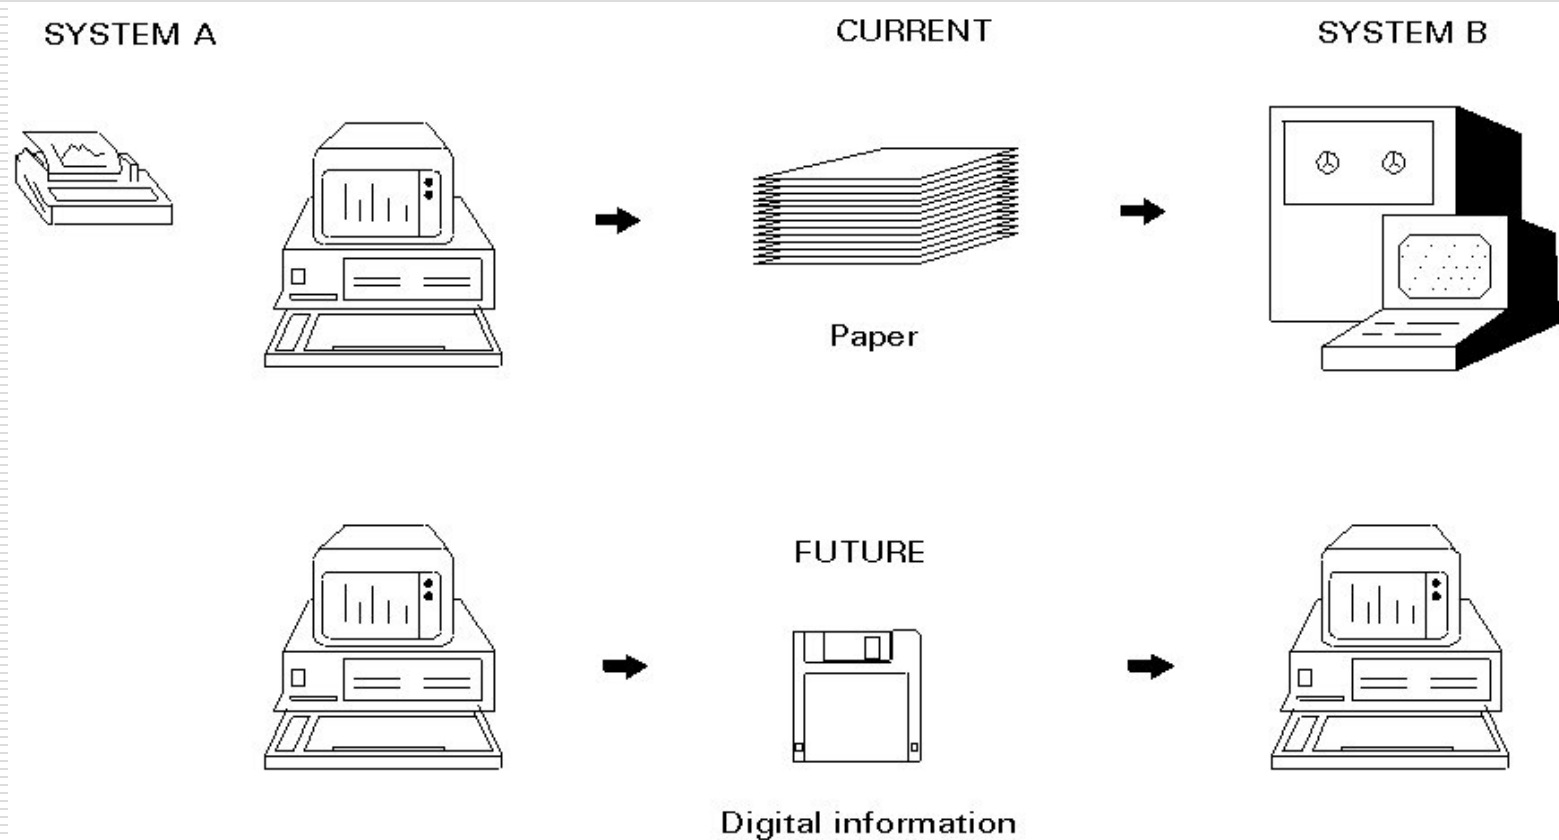 SYSTEM A
CURRENT
SYSTEM B
Paper
FUTURE
Digital information